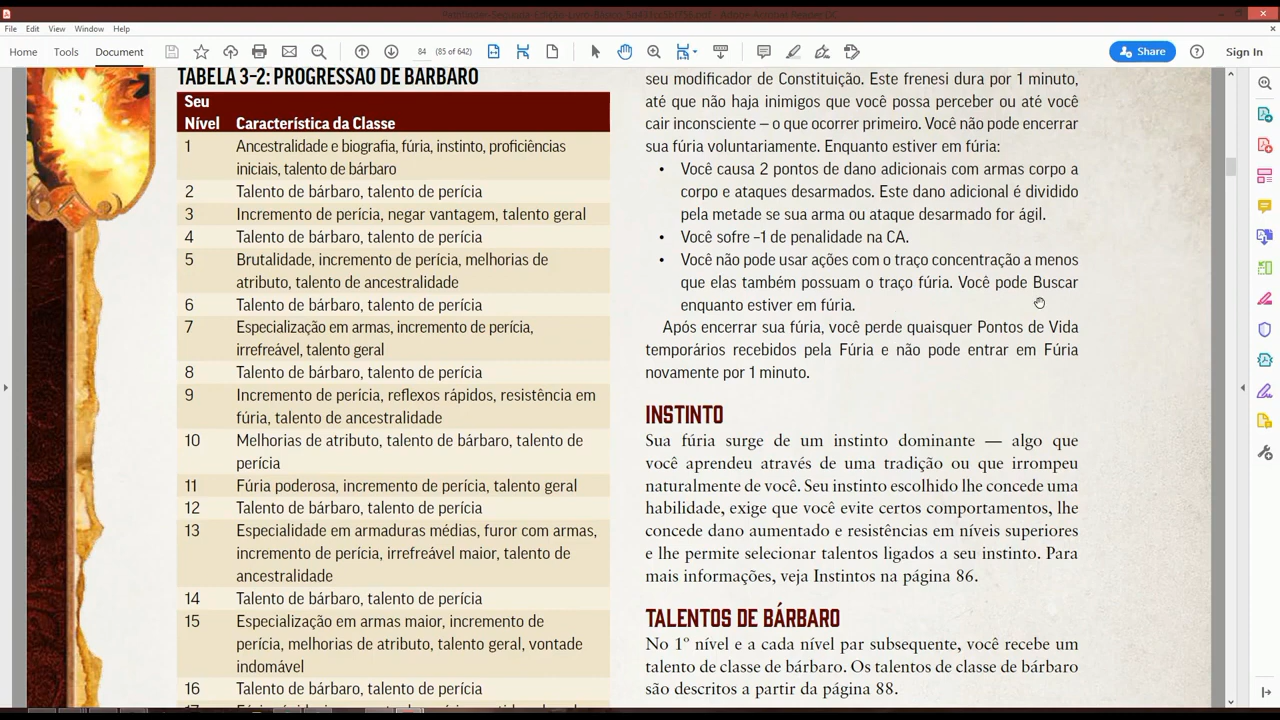 File Edit View Window Help
Home Tools Document 84 (85 of 642) Share Sign In
TABELA 3-2: PROGRESSÃO DE BÁRBARO
Seu
Nível Característica da Classe
1 Ancestralidade e biografia, fúria, instinto, proficiências
iniciais, talento de bárbaro
2 Talento de bárbaro, talento de perícia
3 Incremento de perícia, negar vantagem, talento geral
4 Talento de bárbaro, talento de perícia
5 Brutalidade, incremento de perícia, melhorias de
atributo, talento de ancestralidade
6 Talento de bárbaro, talento de perícia
7 Especialização em armas, incremento de perícia,
irrefreável, talento geral
8 Talento de bárbaro, talento de perícia
9 Incremento de perícia, reflexos rápidos, resistência em
fúria, talento de ancestralidade
10 Melhorias de atributo, talento de bárbaro, talento de
perícia
11 Fúria poderosa, incremento de perícia, talento geral
12 Talento de bárbaro, talento de perícia
13 Especialidade em armaduras médias, furor com armas,
incremento de perícia, irrefreável maior, talento de
ancestralidade
14 Talento de bárbaro, talento de perícia
15 Especialização em armas maior, incremento de
perícia, melhorias de atributo, talento geral, vontade
indomável
16 Talento de bárbaro, talento de perícia
seu modificador de Constituição. Este frenesi dura por 1 minuto,
até que não haja inimigos que você possa perceber ou até você
cair inconsciente – o que ocorrer primeiro. Você não pode encerrar
sua fúria voluntariamente. Enquanto estiver em fúria:
• Você causa 2 pontos de dano adicionais com armas corpo a
corpo e ataques desarmados. Este dano adicional é dividido
pela metade se sua arma ou ataque desarmado for ágil.
• Você sofre –1 de penalidade na CA.
• Você não pode usar ações com o traço concentração a menos
que elas também possuam o traço fúria. Você pode Buscar
enquanto estiver em fúria.
Após encerrar sua fúria, você perde quaisquer Pontos de Vida
temporários recebidos pela Fúria e não pode entrar em Fúria
novamente por 1 minuto.
INSTINTO
Sua fúria surge de um instinto dominante — algo que
você aprendeu através de uma tradição ou que irrompeu
naturalmente de você. Seu instinto escolhido lhe concede uma
habilidade, exige que você evite certos comportamentos, lhe
concede dano aumentado e resistências em níveis superiores
e lhe permite selecionar talentos ligados a seu instinto. Para
mais informações, veja Instintos na página 86.
TALENTOS DE BÁRBARO
No 1º nível e a cada nível par subsequente, você recebe um
talento de classe de bárbaro. Os talentos de classe de bárbaro
são descritos a partir da página 88.